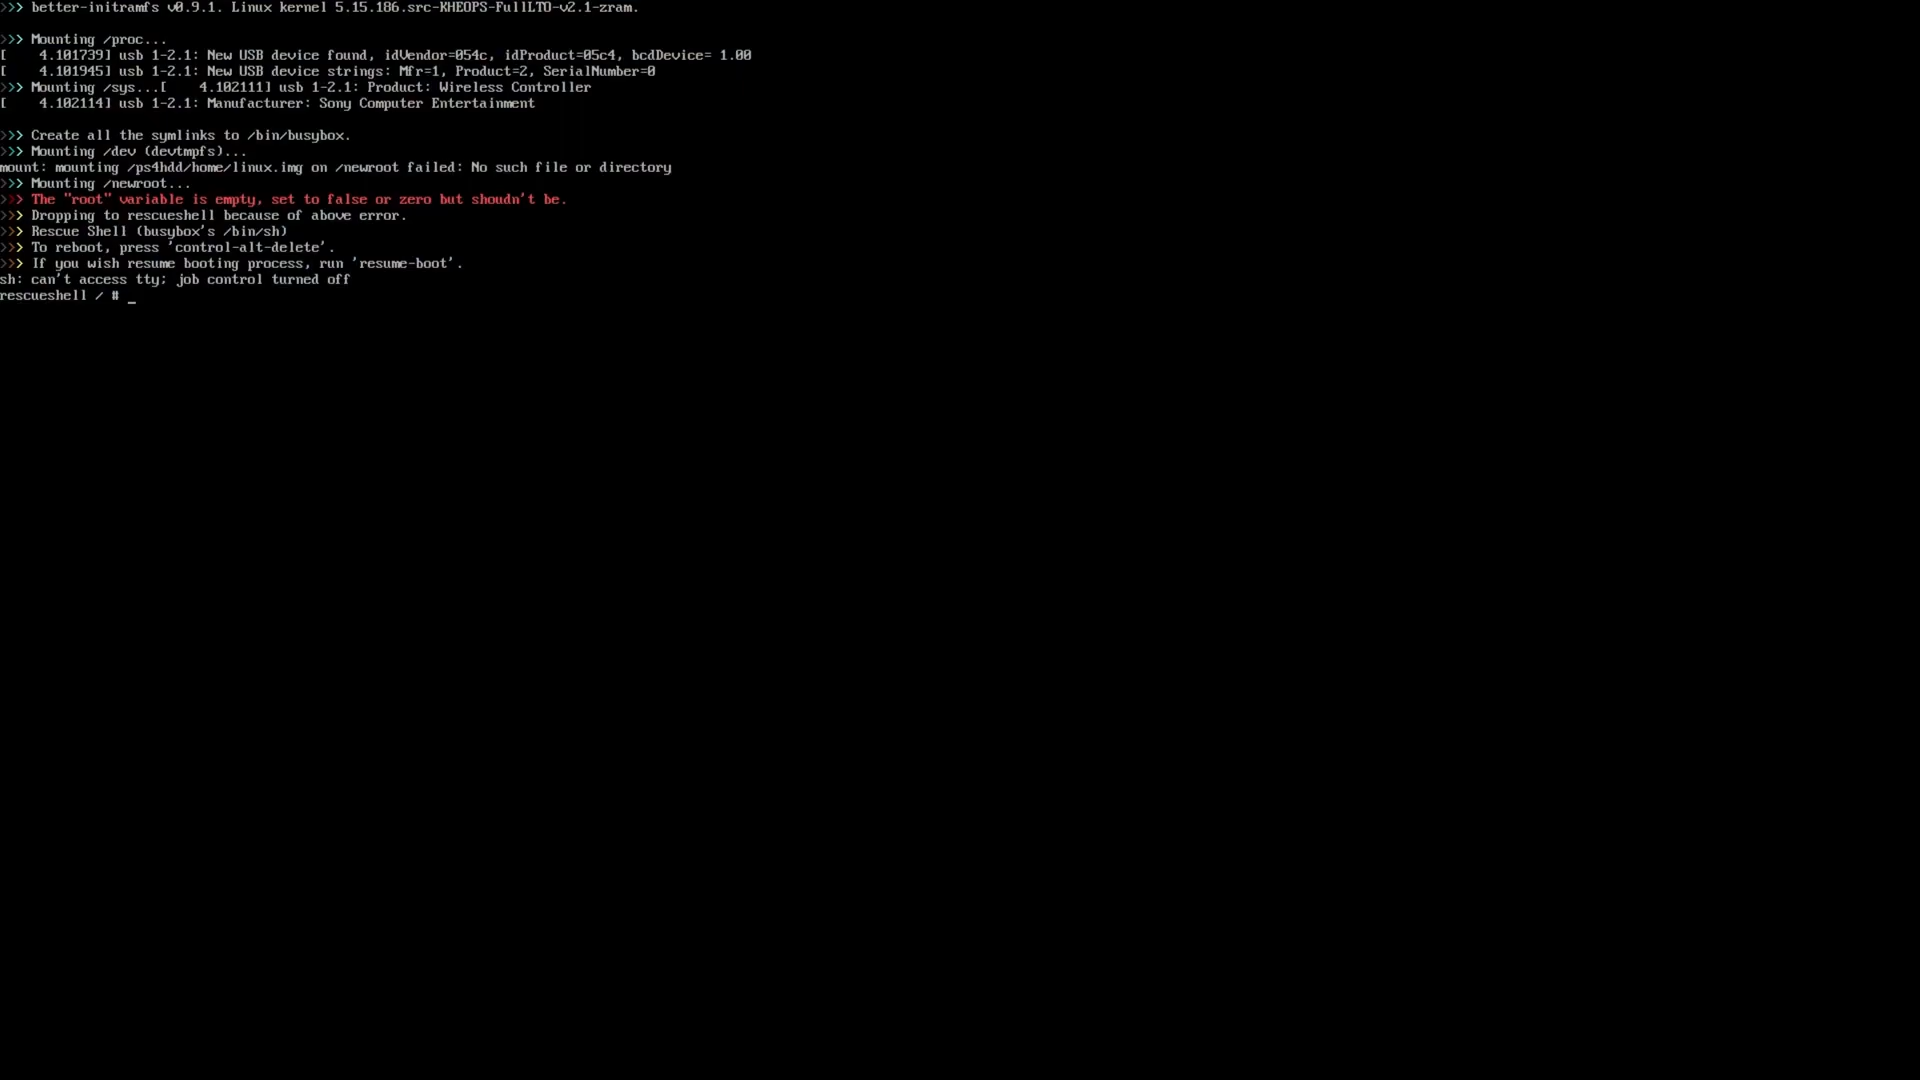 >>> better-initramfs v0.9.1. Linux kernel 5.15.186.src-KHEOPS-FullLTO-v2.1-zram.
>>> Mounting /proc...
[    4.101739] usb 1-2.1: New USB device found, idVendor=054c, idProduct=05c4, bcdDevice= 1.00
[    4.101945] usb 1-2.1: New USB device strings: Mfr=1, Product=2, SerialNumber=0
>>> Mounting /sys...[    4.102111] usb 1-2.1: Product: Wireless Controller
[    4.102114] usb 1-2.1: Manufacturer: Sony Computer Entertainment
>>> Create all the symlinks to /bin/busybox.
>>> Mounting /dev (devtmpfs)...
mount: mounting /ps4hdd/home/linux.img on /newroot failed: No such file or directory
>>> Mounting /newroot...
>>> The "root" variable is empty, set to false or zero but shoudn't be.
>>> Dropping to rescueshell because of above error.
>>> Rescue Shell (busybox's /bin/sh)
>>> To reboot, press 'control-alt-delete'.
>>> If you wish resume booting process, run 'resume-boot'.
sh: can't access tty; job control turned off
rescueshell / # _